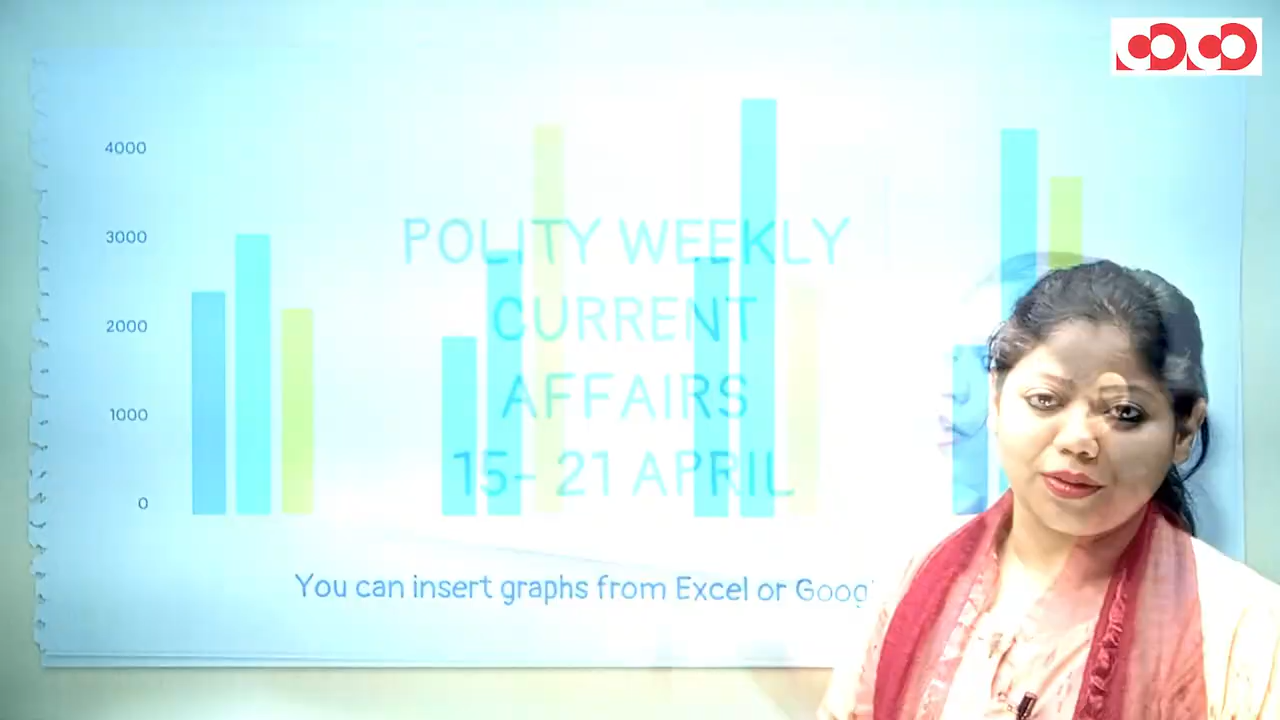 4000
3000
2000
1000
0
POLITY WEEKLY
CURRENT
AFFAIRS
15- 21 APRIL
You can insert graphs from Excel or Goog